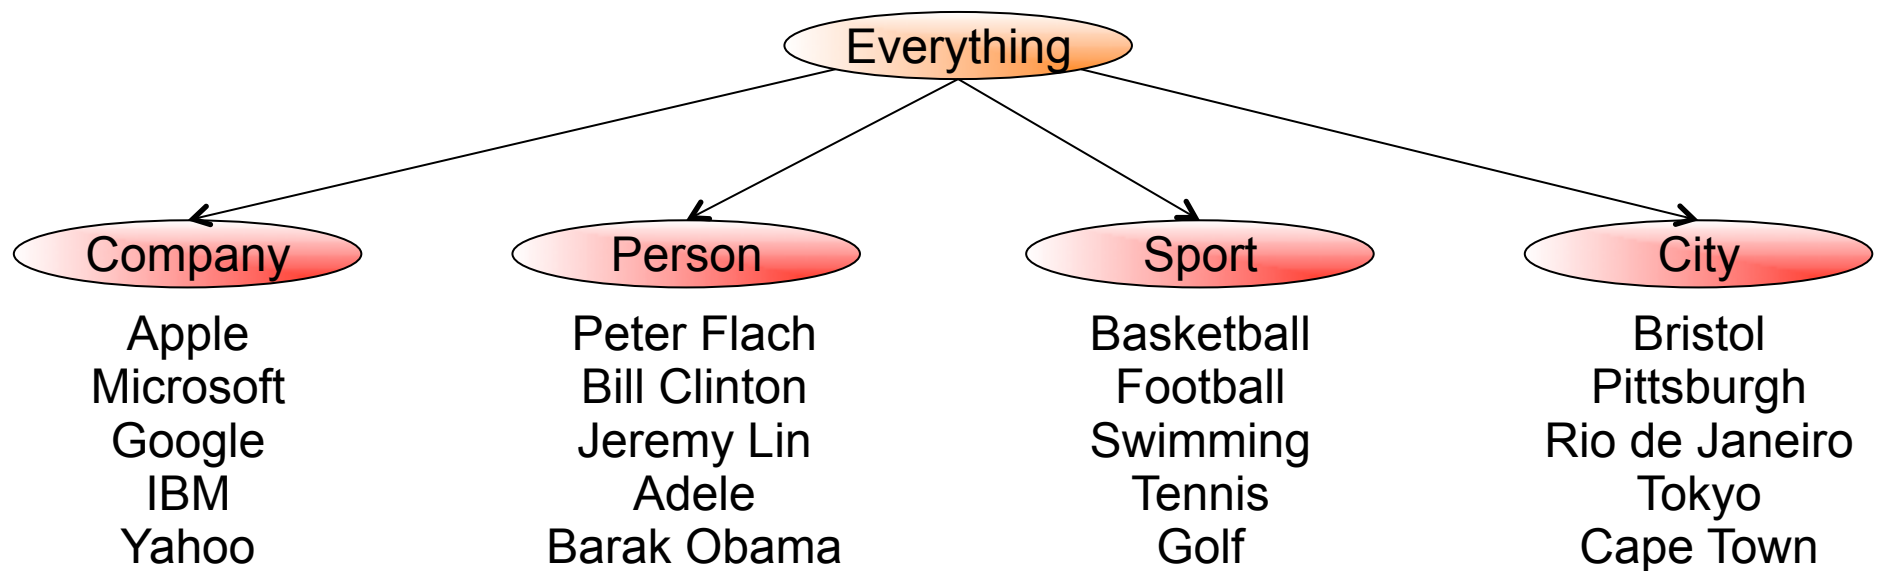 Everything
Company
Person
Sport
City
Apple
Microsoft
Google
IBM
Yahoo
Peter Flach
Bill Clinton
Jeremy Lin
Adele
Barak Obama
Basketball
Football
Swimming
Tennis
Golf
Bristol
Pittsburgh
Rio de Janeiro
Tokyo
Cape Town